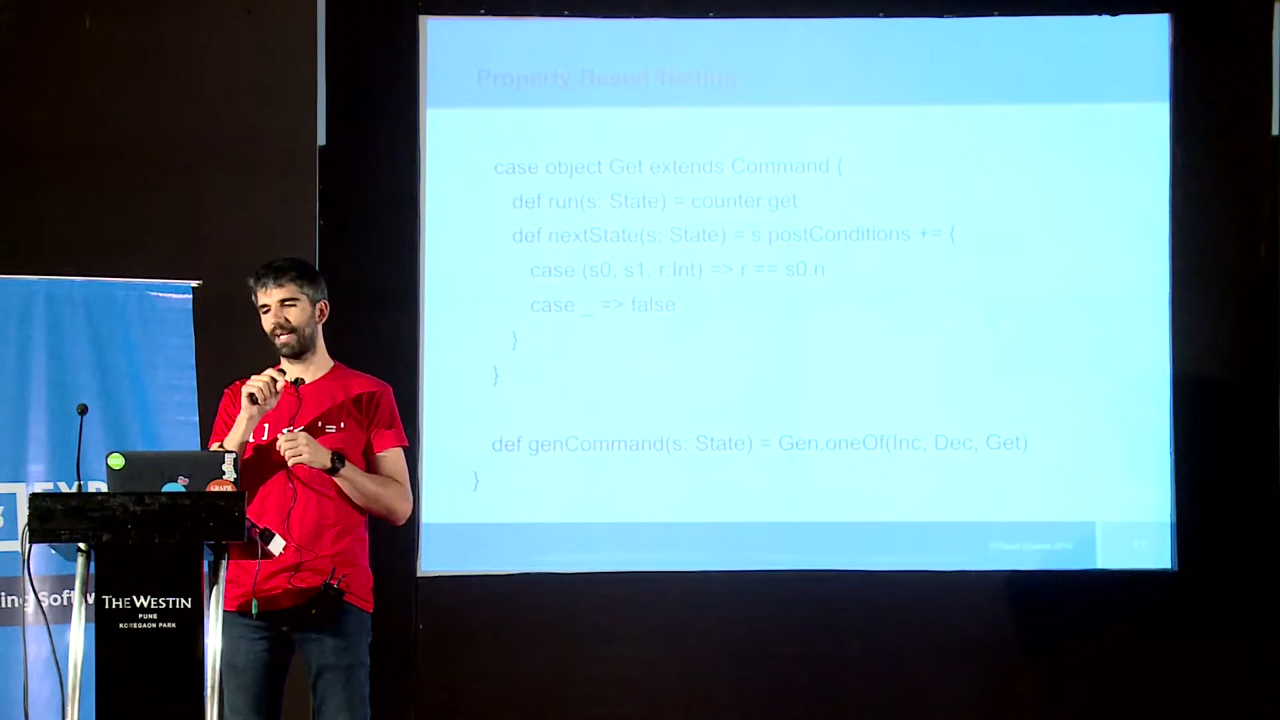 Property Based Testing
case object Get extends Command {
def run(s: State) = counter.get
def nextState(s: State) = s postConditions += {
case (s0, s1, r:Int) => r == s0.n
case _ => false
}
}
def genCommand(s: State) = Gen.oneOf(Inc, Dec, Get)
}
'='
THE WESTIN
PUNE
KOREGAON PARK